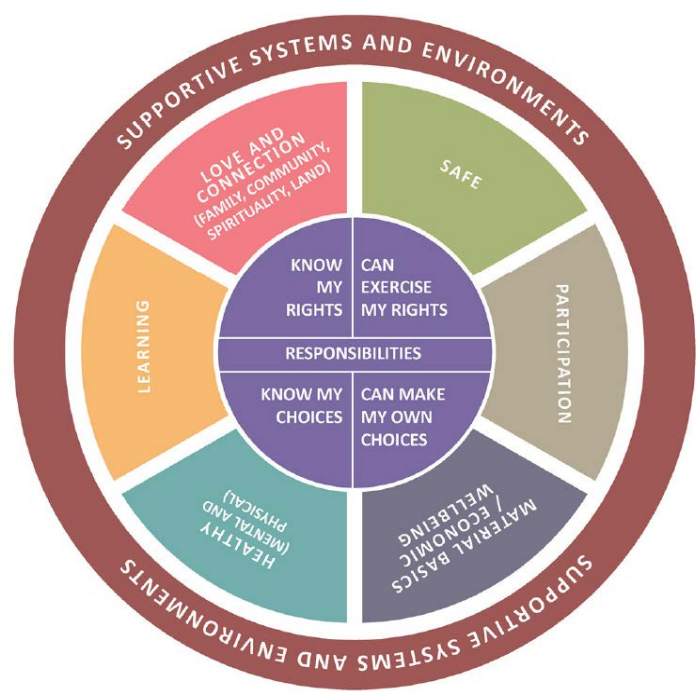 SUPPORTIVE SYSTEMS AND ENVIRONMENTS
LOVE AND
CONNECTION
(FAMILY, COMMUNITY,
SPIRITUALITY, LAND)
SAFE
PARTICIPATION
MATERIAL BASICS
/ ECONOMIC
WELLBEING
HEALTHY
(MENTAL AND
PHYSICAL)
LEARNING
KNOW
MY
RIGHTS
CAN
EXERCISE
MY RIGHTS
RESPONSIBILITIES
KNOW MY
CHOICES
CAN MAKE
MY OWN
CHOICES
SUPPORTIVE SYSTEMS AND ENVIRONMENTS